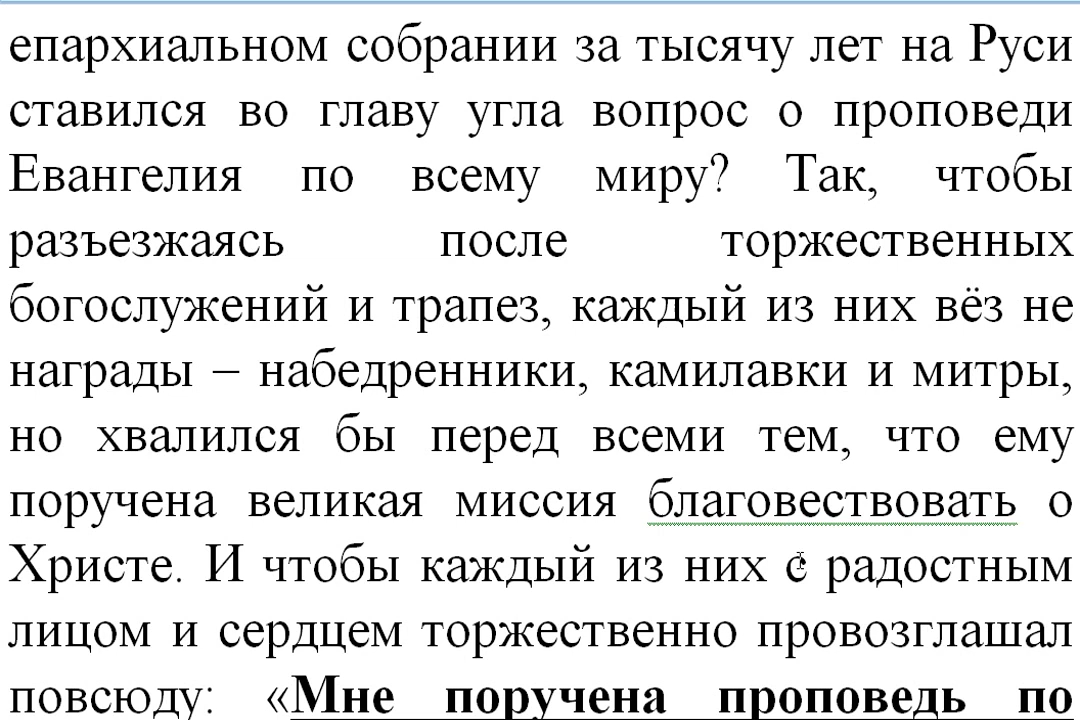 епархиальном собрании за тысячу лет на Руси
ставился во главу угла вопрос о проповеди
Евангелия по всему миру? Так, чтобы
разъезжаясь после торжественных
богослужений и трапез, каждый из них вёз не
награды – набедренники, камилавки и митры,
но хвалился бы перед всеми тем, что ему
поручена великая миссия благовествовать о
Христе. И чтобы каждый из них с радостным
лицом и сердцем торжественно провозглашал
повсюду: «Мне поручена проповедь по